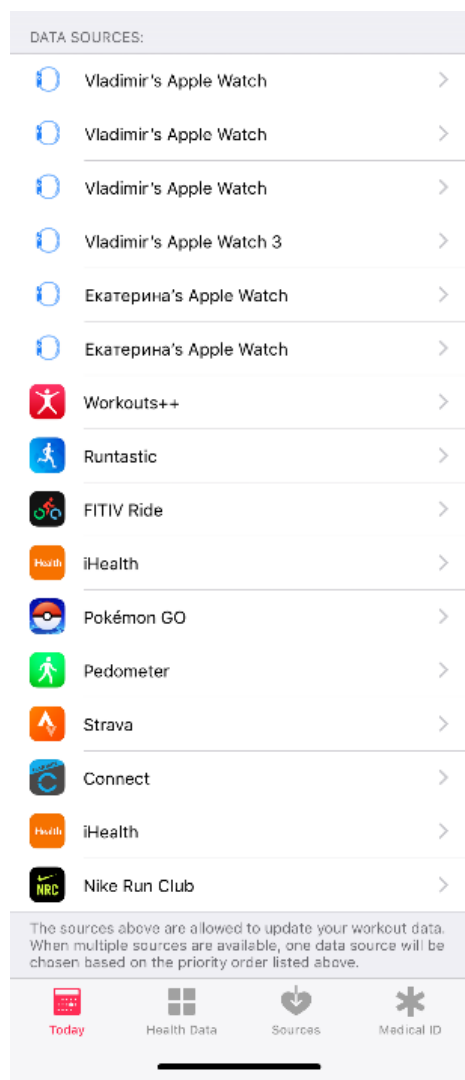 DATA SOURCES:
Vladimir's Apple Watch
Vladimir's Apple Watch
Vladimir's Apple Watch
Vladimir's Apple Watch 3
Екатерина's Apple Watch
Екатерина's Apple Watch
Workouts++
Runtastic
FITIV Ride
Health iHealth
Pokémon GO
Pedometer
Strava
Connect
Health iHealth
NRC Nike Run Club
The sources above are allowed to update your workout data.
When multiple sources are available, one data source will be
chosen based on the priority order listed above.
Today Health Data Sources Medical ID